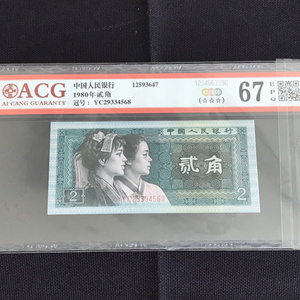 ACG
AI CANG GUARANTY
中国人民银行
1980年贰角
冠号: YC29334568
12593647
(☆☆☆)
67
EPQ
中国人民银行
贰角
2
2